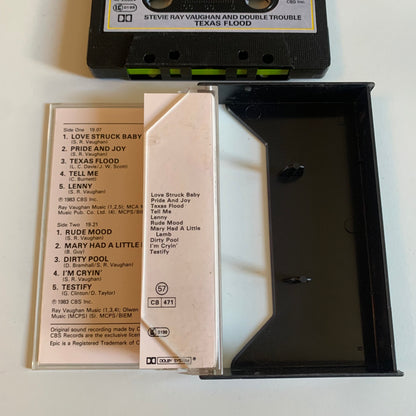 CBS Inc.
STEVIE RAY VAUGHAN AND DOUBLE TROUBLE
TEXAS FLOOD
Side One 19.07
1. LOVE STRUCK BABY
(S. R. Vaughan)
2. PRIDE AND JOY
(S. R. Vaughan)
3. TEXAS FLOOD
(L. C. Davis/J. W. Scott)
4. TELL ME
(C. Burnett)
5. LENNY
(S. R. Vaughan)
℗ 1983 CBS Inc.
Ray Vaughan Music (1,2,5); MCA M
Music Pub. Co. Ltd. (4). MCPS/BIEM
Side Two 19.21
1. RUDE MOOD
(S. R. Vaughan)
2. MARY HAD A LITTLE
(B. Guy)
3. DIRTY POOL
(D. Bramhall/S. R. Vaughan)
4. I'M CRYIN'
(S. R. Vaughan)
5. TESTIFY
(G. Clinton/D. Taylor)
℗ 1983 CBS Inc.
Ray Vaughan Music (1,3,4); Olwen
Music (MCPS) (5). MCPS/BIEM
Original sound recording made by C
CBS Records are the exclusive licen
Epic is a Registered Trademark of C
Love Struck Baby
Pride And Joy
Texas Flood
Tell Me
Lenny
Rude Mood
Mary Had A Little
Lamb
Dirty Pool
I'm Cryin'
Testify
57
CB 471
DOLBY SYSTEM